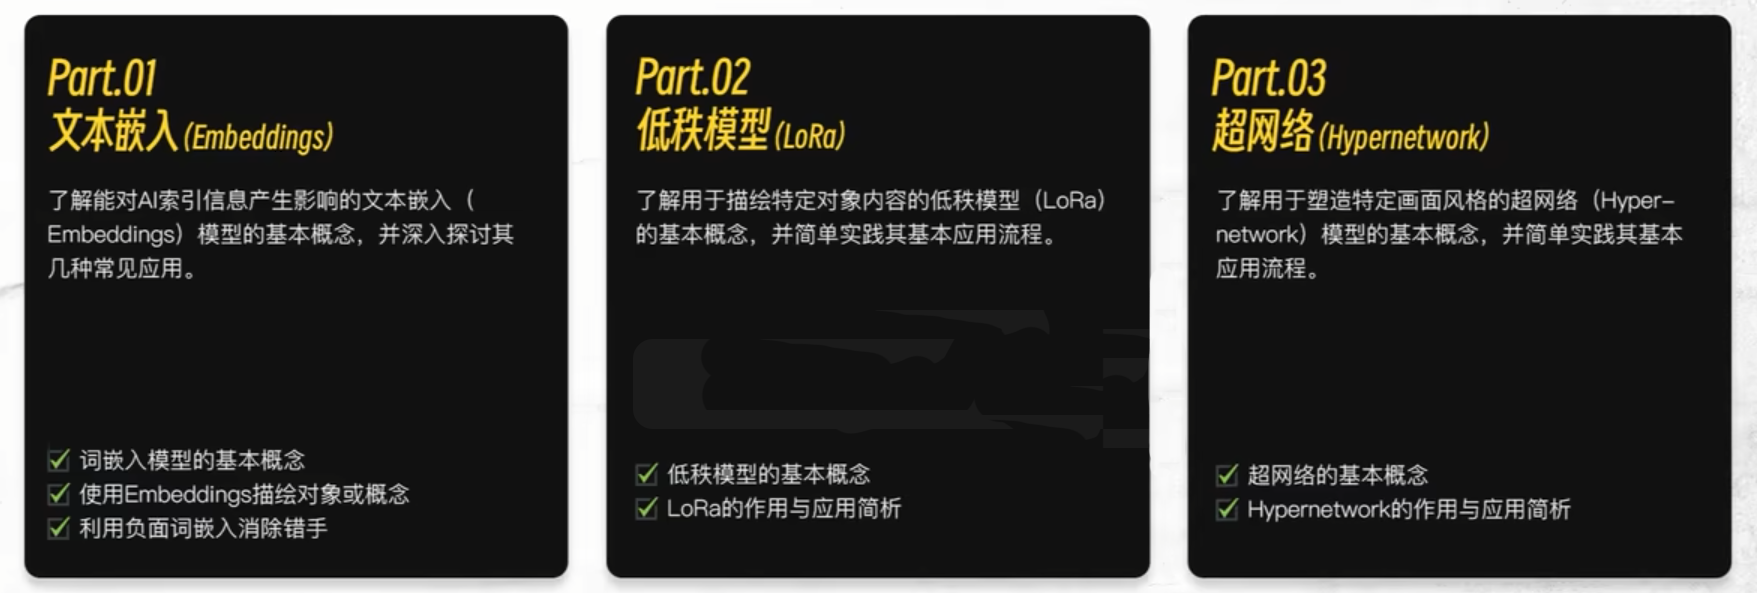 Part.01
文本嵌入(Embeddings)
了解能对AI索引信息产生影响的文本嵌入（
Embeddings）模型的基本概念，并深入探讨其
几种常见应用。
词嵌入模型的基本概念
使用Embeddings描绘对象或概念
利用负面词嵌入消除错手
Part.02
低秩模型(LoRa)
了解用于描绘特定对象内容的低秩模型（LoRa）
的基本概念，并简单实践其基本应用流程。
低秩模型的基本概念
LoRa的作用与应用简析
Part.03
超网络(Hypernetwork)
了解用于塑造特定画面风格的超网络（Hyper-
network）模型的基本概念，并简单实践其基本
应用流程。
超网络的基本概念
Hypernetwork的作用与应用简析